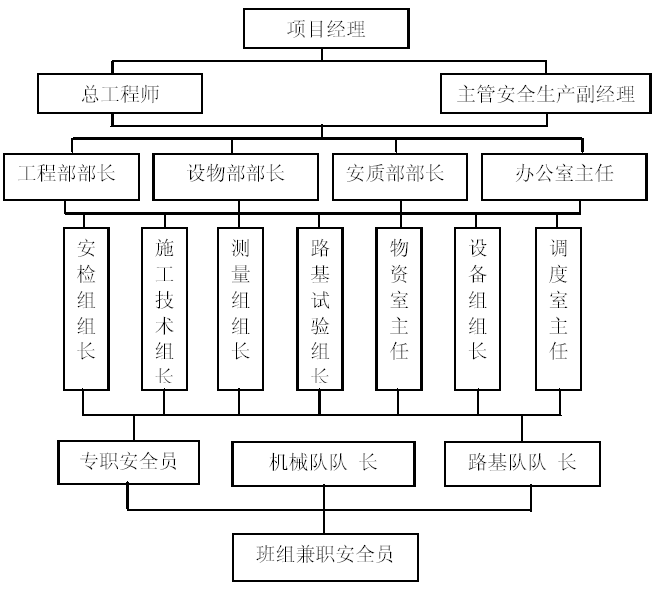 项目经理
总工程师
主管安全生产副经理
工程部部长
设物部部长
安质部部长
办公室主任
安检组组长
施工技术组长
测量组组长
路基试验组长
物资室主任
设备组组长
调度室主任
专职安全员
机械队队 长
路基队队 长
班组兼职安全员